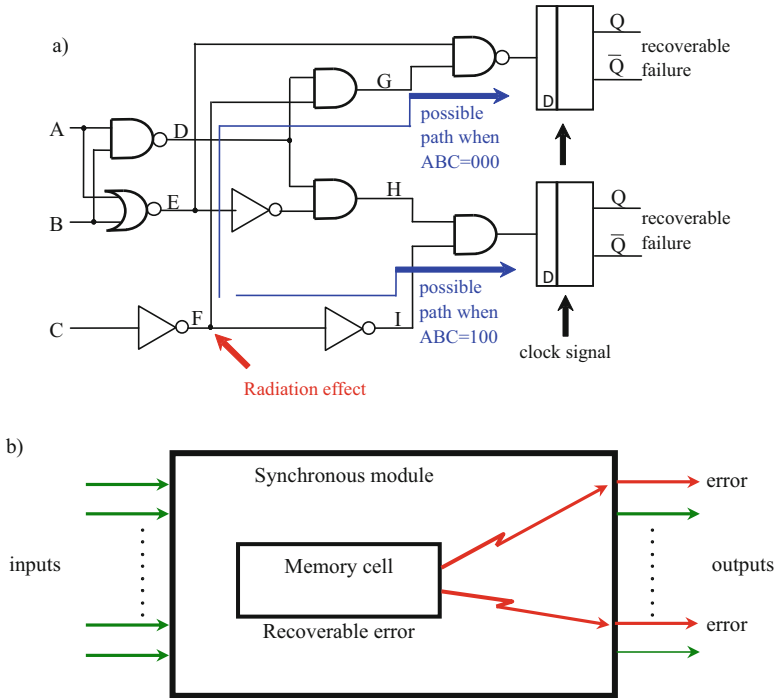 a)
Q
Q̅
recoverable
failure
D
A
D
G
possible
path when
ABC=000
B
E
H
Q
Q̅
recoverable
failure
D
C
F
I
possible
path when
ABC=100
clock signal
Radiation effect
b)
Synchronous module
error
inputs
Memory cell
outputs
Recoverable error
error